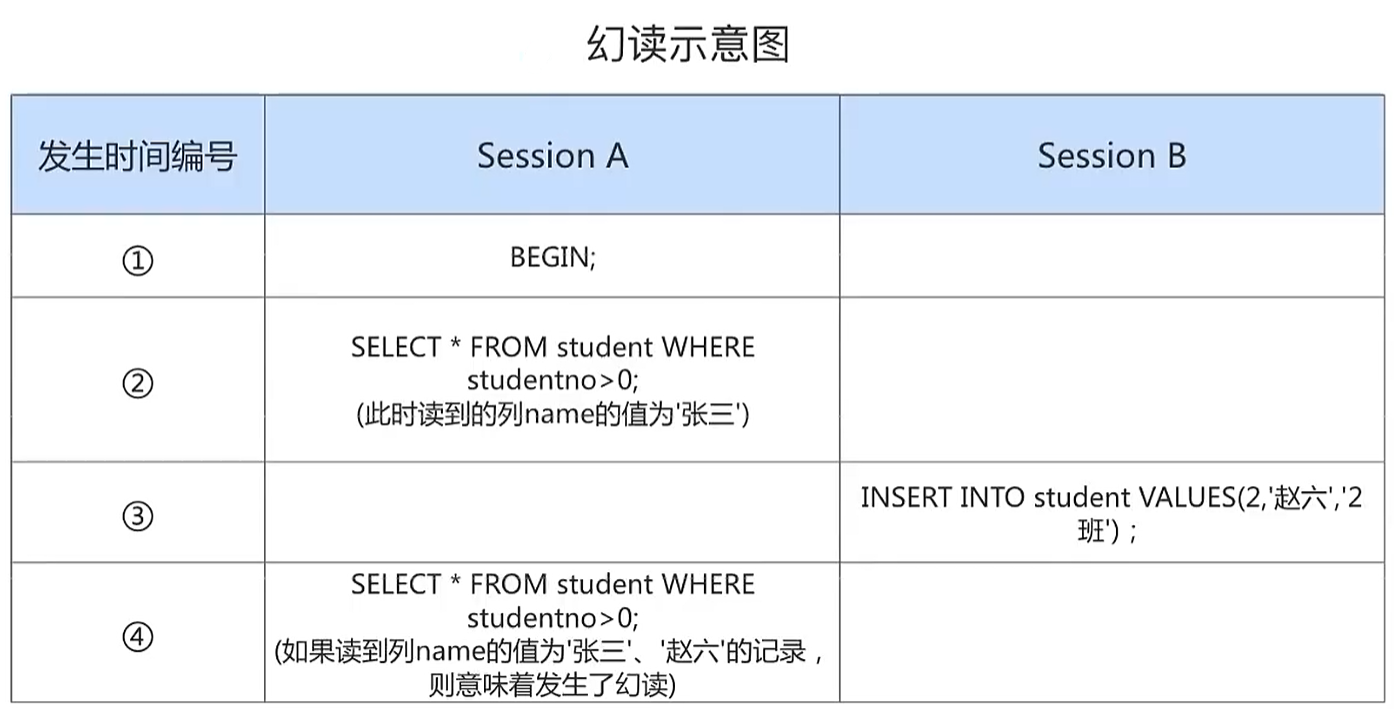 幻读示意图
发生时间编号
Session A
Session B
①
BEGIN;
②
SELECT * FROM student WHERE
studentno>0;
(此时读到的列name的值为'张三')
③
INSERT INTO student VALUES(2,'赵六','2
班')；
④
SELECT * FROM student WHERE
studentno>0;
(如果读到列name的值为'张三'、'赵六'的记录，
则意味着发生了幻读)